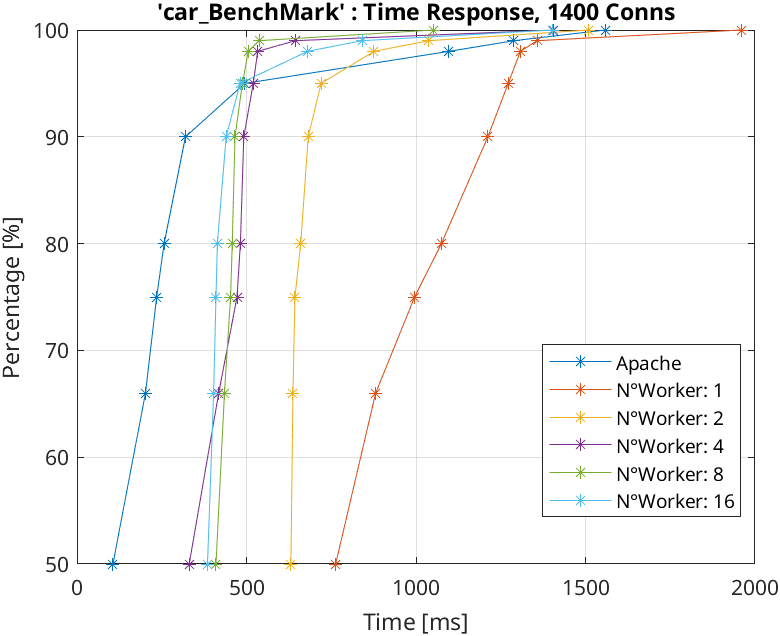 'car_BenchMark' : Time Response, 1400 Conns
Percentage [%]
100
90
80
70
60
50
0
500
1000
1500
2000
Time [ms]
Apache
N°Worker: 1
N°Worker: 2
N°Worker: 4
N°Worker: 8
N°Worker: 16